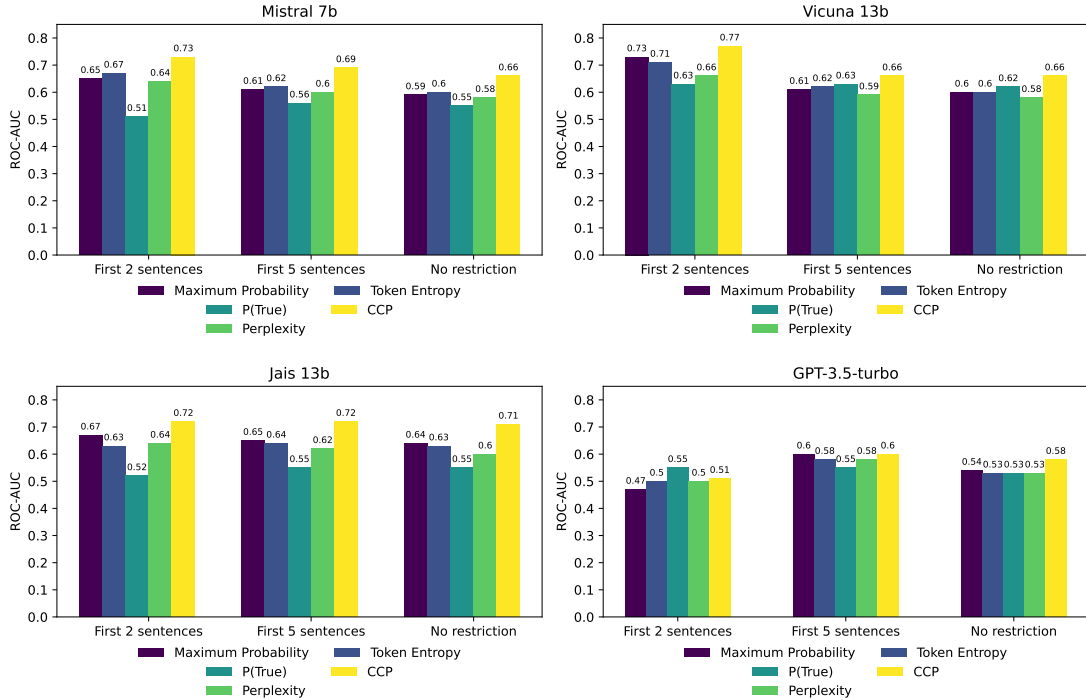 Mistral 7b
ROC-AUC
0.8
0.7
0.6
0.5
0.4
0.3
0.2
0.1
0.0
0.65 0.67 0.51 0.64 0.73
0.61 0.62 0.56 0.6 0.69
0.59 0.6 0.55 0.58 0.66
First 2 sentences First 5 sentences No restriction
Maximum Probability Token Entropy
P(True) CCP
Perplexity
Vicuna 13b
ROC-AUC
0.8
0.7
0.6
0.5
0.4
0.3
0.2
0.1
0.0
0.73 0.71 0.63 0.66 0.77
0.61 0.62 0.63 0.59 0.66
0.6 0.6 0.62 0.58 0.66
First 2 sentences First 5 sentences No restriction
Maximum Probability Token Entropy
P(True) CCP
Perplexity
Jais 13b
ROC-AUC
0.8
0.7
0.6
0.5
0.4
0.3
0.2
0.1
0.0
0.67 0.63 0.52 0.64 0.72
0.65 0.64 0.55 0.62 0.72
0.64 0.63 0.55 0.6 0.71
First 2 sentences First 5 sentences No restriction
Maximum Probability Token Entropy
P(True) CCP
Perplexity
GPT-3.5-turbo
ROC-AUC
0.8
0.7
0.6
0.5
0.4
0.3
0.2
0.1
0.0
0.47 0.5 0.55 0.5 0.51
0.6 0.58 0.55 0.58 0.6
0.54 0.53 0.53 0.53 0.58
First 2 sentences First 5 sentences No restriction
Maximum Probability Token Entropy
P(True) CCP
Perplexity